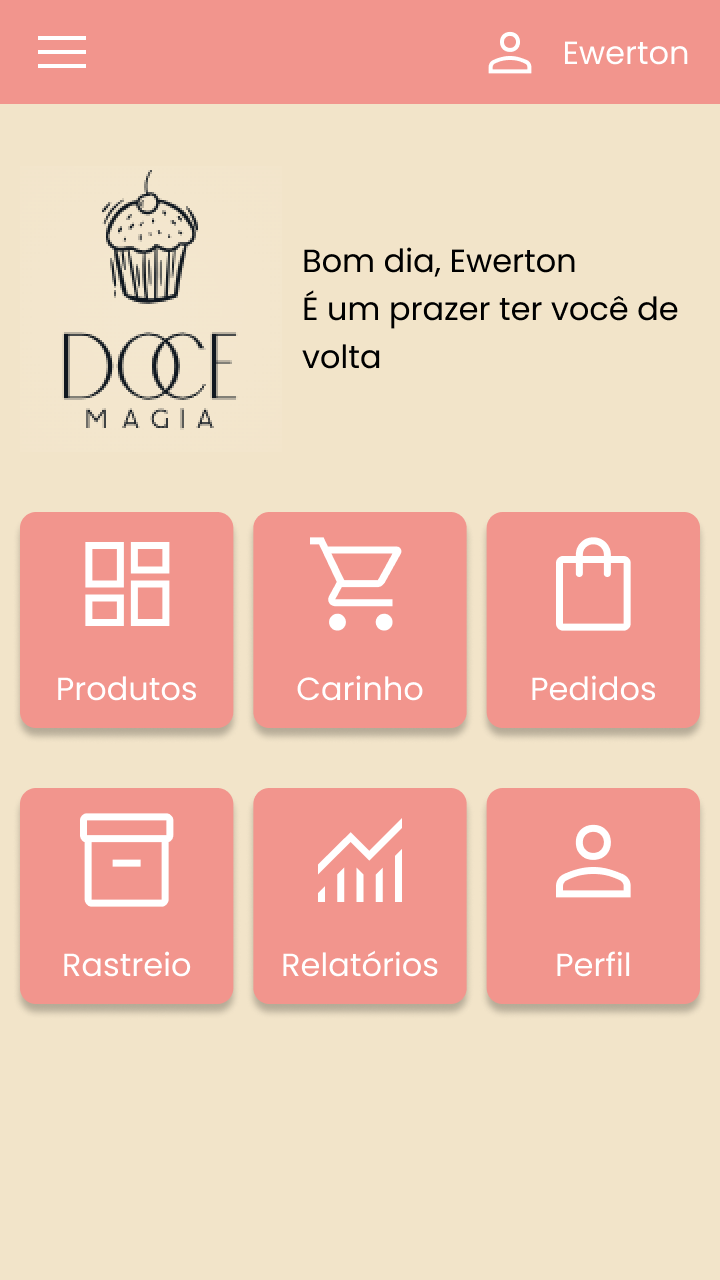 Ewerton
DOCE
MAGIA
Bom dia, Ewerton
É um prazer ter você de
volta
Produtos
Carinho
Pedidos
Rastreio
Relatórios
Perfil